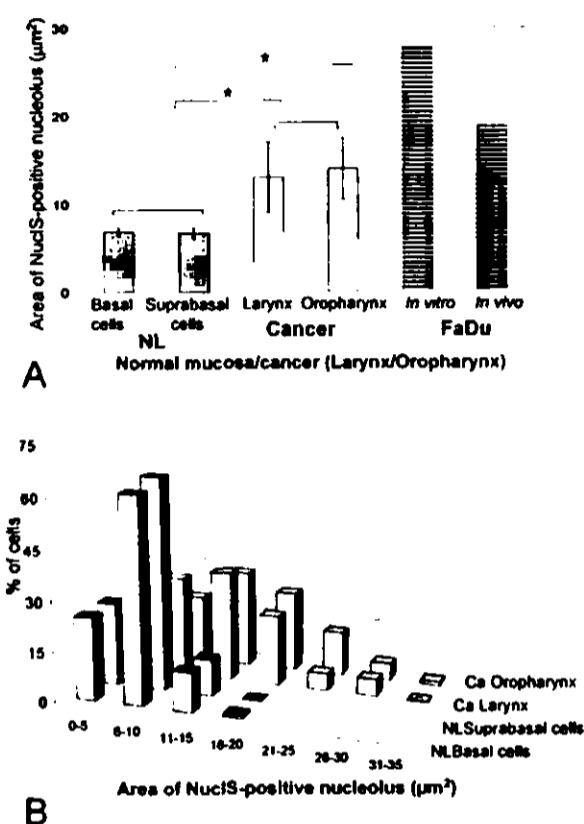 Area of NuclS-positive nucleolus (µm²)
30
20
10
0
*
*
Basal cells
Suprabasal cells
Larynx
Oropharynx
In vitro
In vivo
NL
Cancer
FaDu
Normal mucosa/cancer (Larynx/Oropharynx)
A
% of cells
75
60
45
30
15
0
0-5
6-10
11-15
16-20
21-25
26-30
31-35
Ca Oropharynx
Ca Larynx
NLSuprabasal cells
NLBasal cells
Area of NuclS-positive nucleolus (µm²)
B